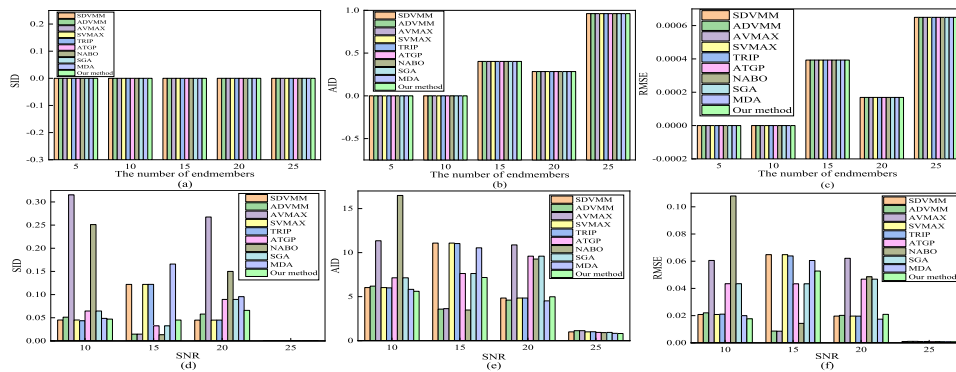 SID
0.2
0.1
0.0
-0.1
-0.2
-0.3
SDVMM
ADVMM
AVMAX
SVMAX
TRIP
ATGP
NABO
SGA
MDA
Our method
5 10 15 20 25
The number of endmembers
(a)
AID
1.0
0.5
0.0
-0.5
SDVMM
ADVMM
AVMAX
SVMAX
TRIP
ATGP
NABO
SGA
MDA
Our method
5 10 15 20 25
The number of endmembers
(b)
RMSE
0.0006
0.0004
0.0002
0.0000
-0.0002
SDVMM
ADVMM
AVMAX
SVMAX
TRIP
ATGP
NABO
SGA
MDA
Our method
5 10 15 20 25
The number of endmembers
(c)
SID
0.30
0.25
0.20
0.15
0.10
0.05
0.00
SDVMM
ADVMM
AVMAX
SVMAX
TRIP
ATGP
NABO
SGA
MDA
Our method
10 15 20 25
SNR
(d)
AID
15
10
5
0
SDVMM
ADVMM
AVMAX
SVMAX
TRIP
ATGP
NABO
SGA
MDA
Our method
10 15 20 25
SNR
(e)
RMSE
0.10
0.08
0.06
0.04
0.02
0.00
SDVMM
ADVMM
AVMAX
SVMAX
TRIP
ATGP
NABO
SGA
MDA
Our method
10 15 20 25
SNR
(f)